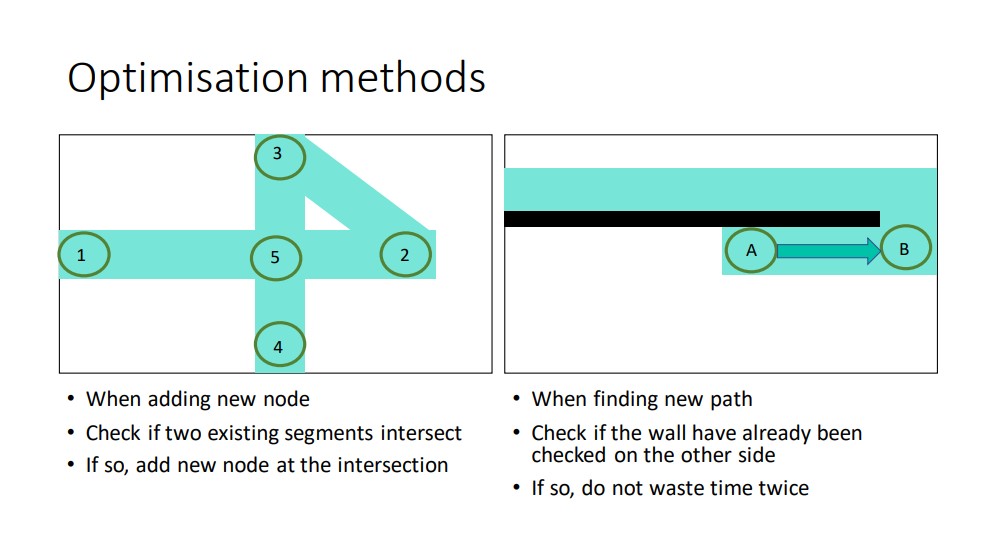 Optimisation methods
3
1
5
2
4
A
B
• When adding new node
• Check if two existing segments intersect
• If so, add new node at the intersection
• When finding new path
• Check if the wall have already been
checked on the other side
• If so, do not waste time twice